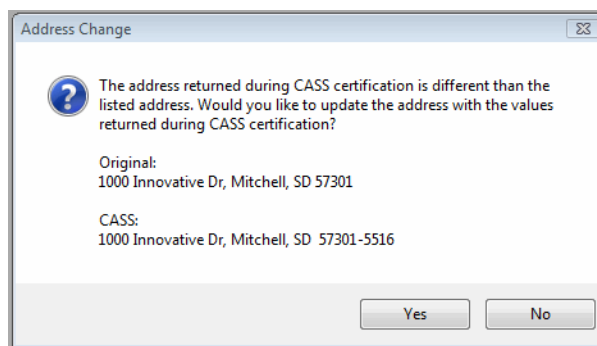 Address Change
The address returned during CASS certification is different than the
listed address. Would you like to update the address with the values
returned during CASS certification?
Original:
1000 Innovative Dr, Mitchell, SD 57301
CASS:
1000 Innovative Dr, Mitchell, SD  57301-5516
Yes No